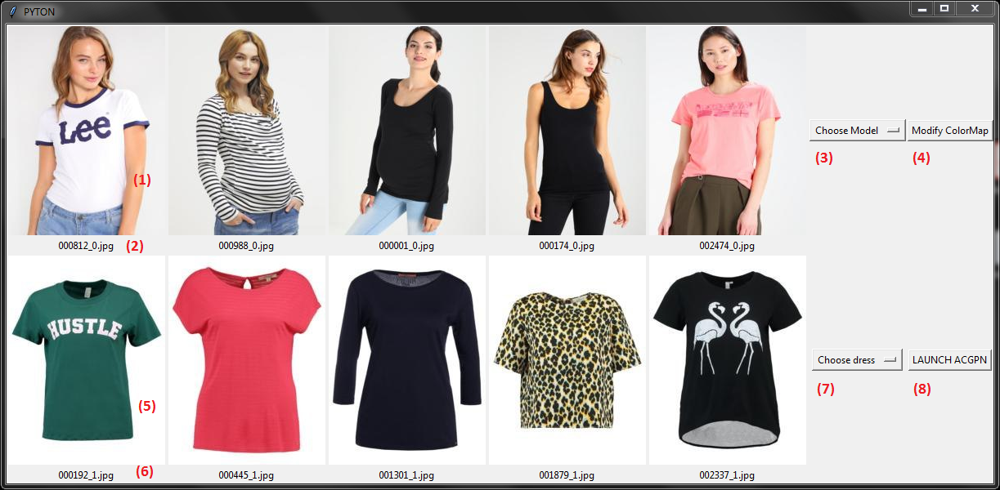 PYTON
Lee
(1)
Choose Model
Modify ColorMap
(3)
(4)
000812_0.jpg
(2)
000988_0.jpg
000001_0.jpg
000174_0.jpg
002474_0.jpg
HUSTLE
(5)
Choose dress
LAUNCH ACGPN
(7)
(8)
000192_1.jpg
(6)
000445_1.jpg
001301_1.jpg
001879_1.jpg
002337_1.jpg